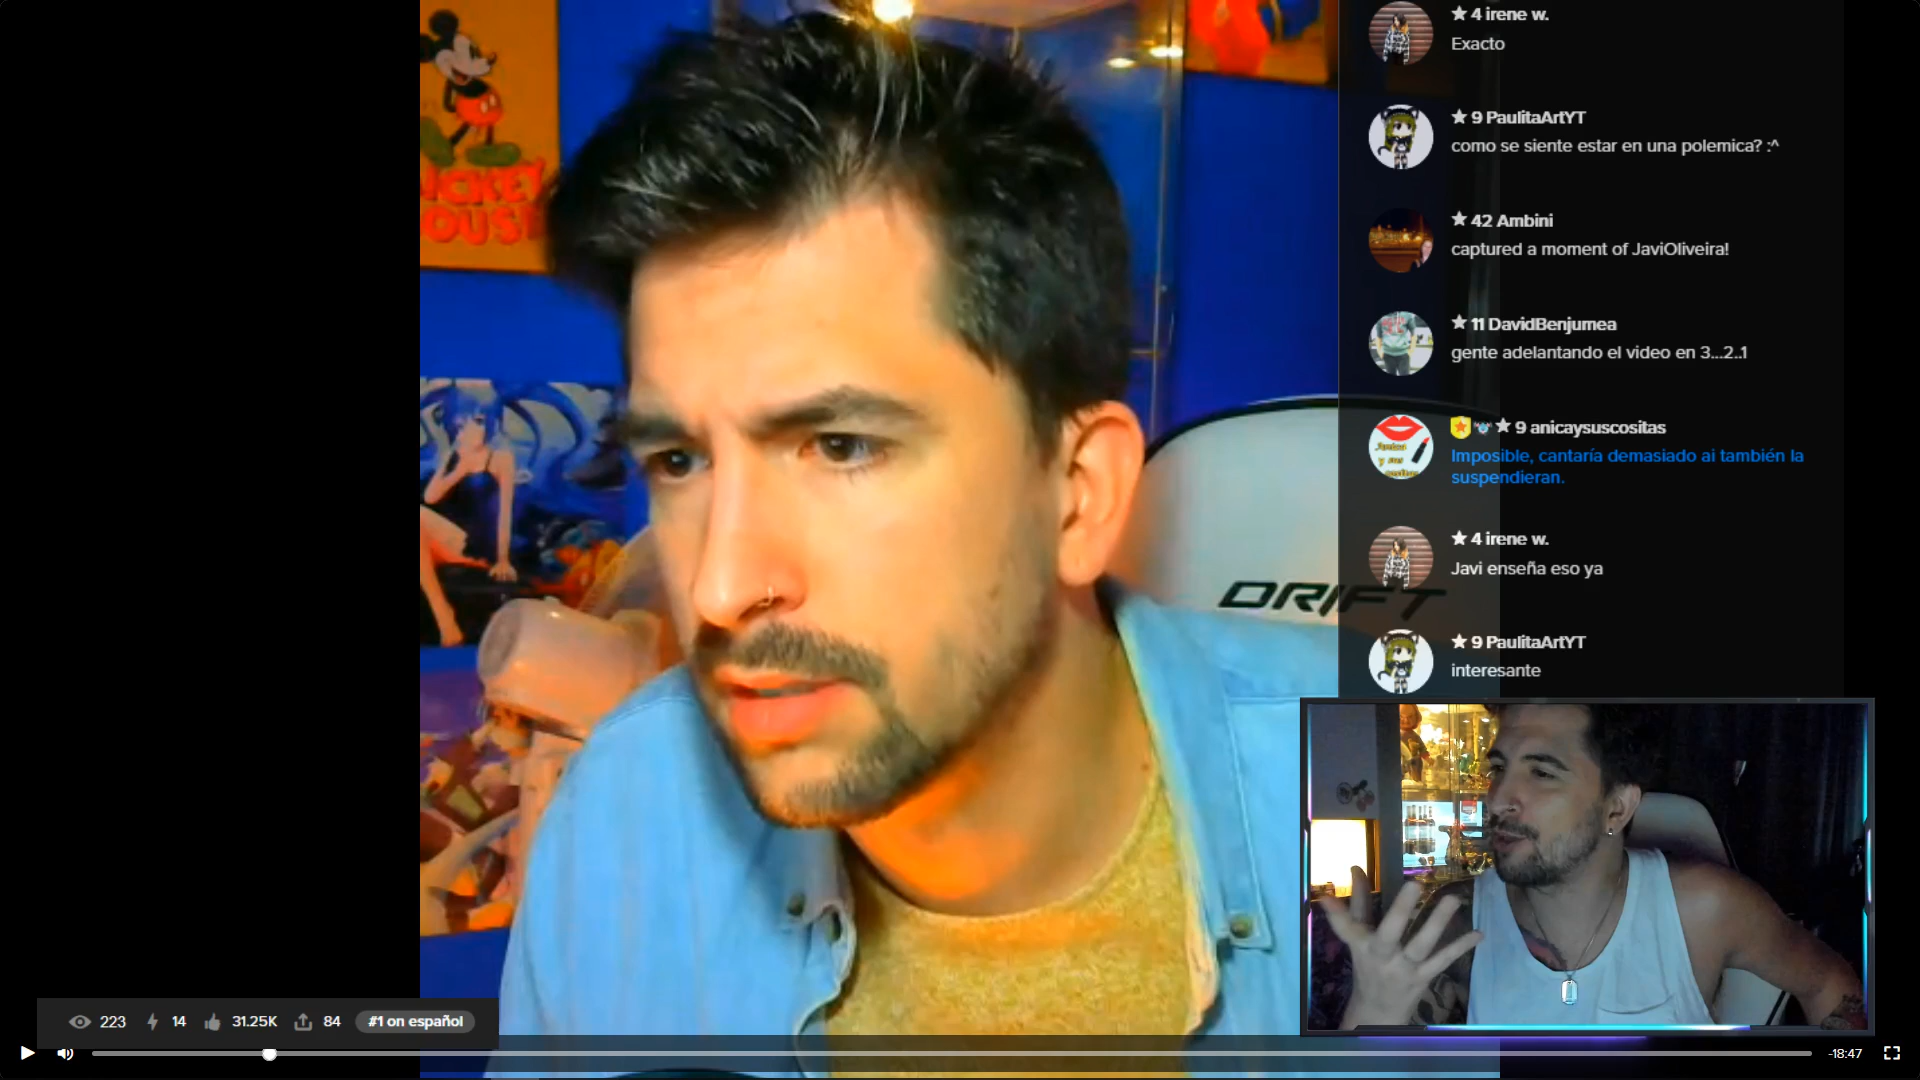 MICKEY
MOUSE
★ 4 irene w.
Exacto
★ 9 PaulitaArtYT
como se siente estar en una polemica? :^
★ 42 Ambini
captured a moment of JaviOliveira!
★ 11 DavidBenjumea
gente adelantando el video en 3...2..1
★ 9 anicaysuscositas
Imposible, cantaría demasiado ai también la
suspendieran.
★ 4 irene w.
Javi enseña eso ya
★ 9 PaulitaArtYT
interesante
DRIFT
223 14 31.25K 84 #1 on español
-18:47